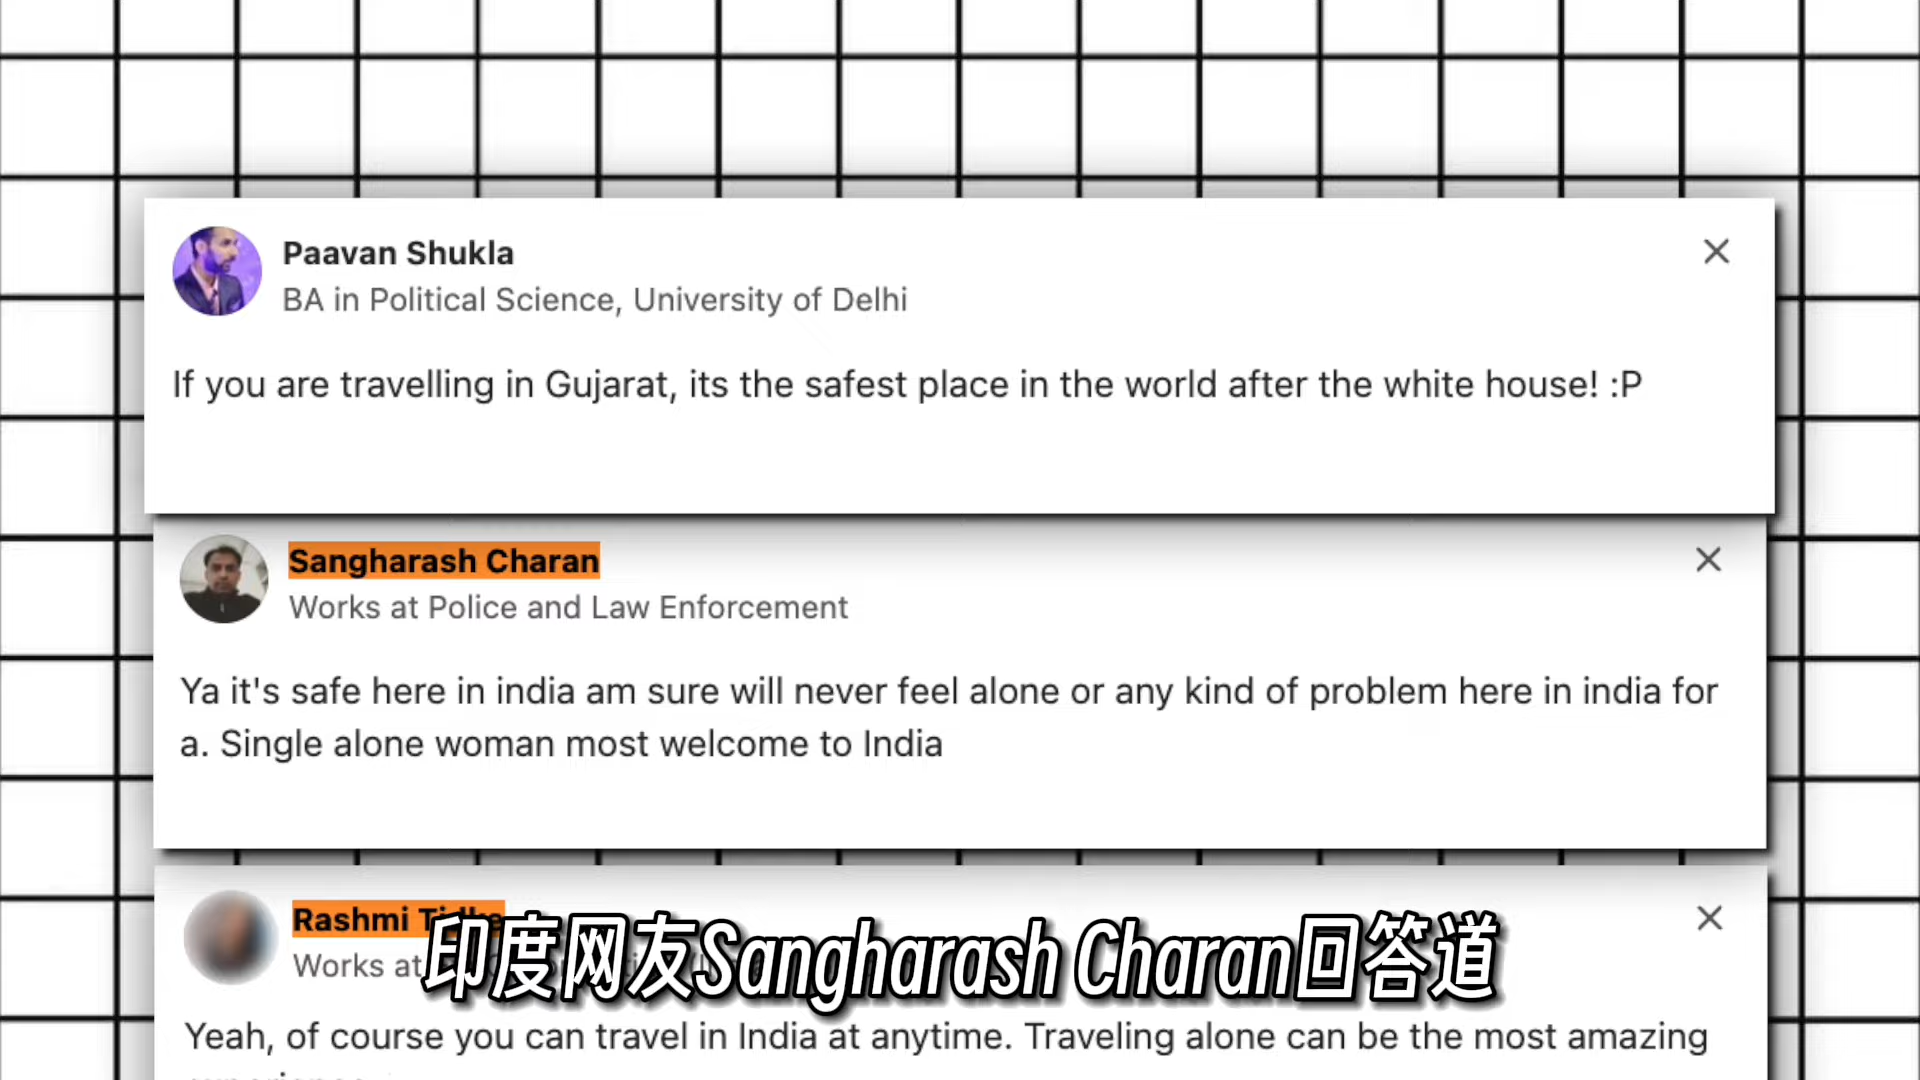 Paavan Shukla
BA in Political Science, University of Delhi
If you are travelling in Gujarat, its the safest place in the world after the white house! :P
Sangharash Charan
Works at Police and Law Enforcement
Ya it's safe here in india am sure will never feel alone or any kind of problem here in india for
a. Single alone woman most welcome to India
Rashmi
Works at
印度网友Sangharash Charan回答道
Yeah, of course you can travel in India at anytime. Traveling alone can be the most amazing